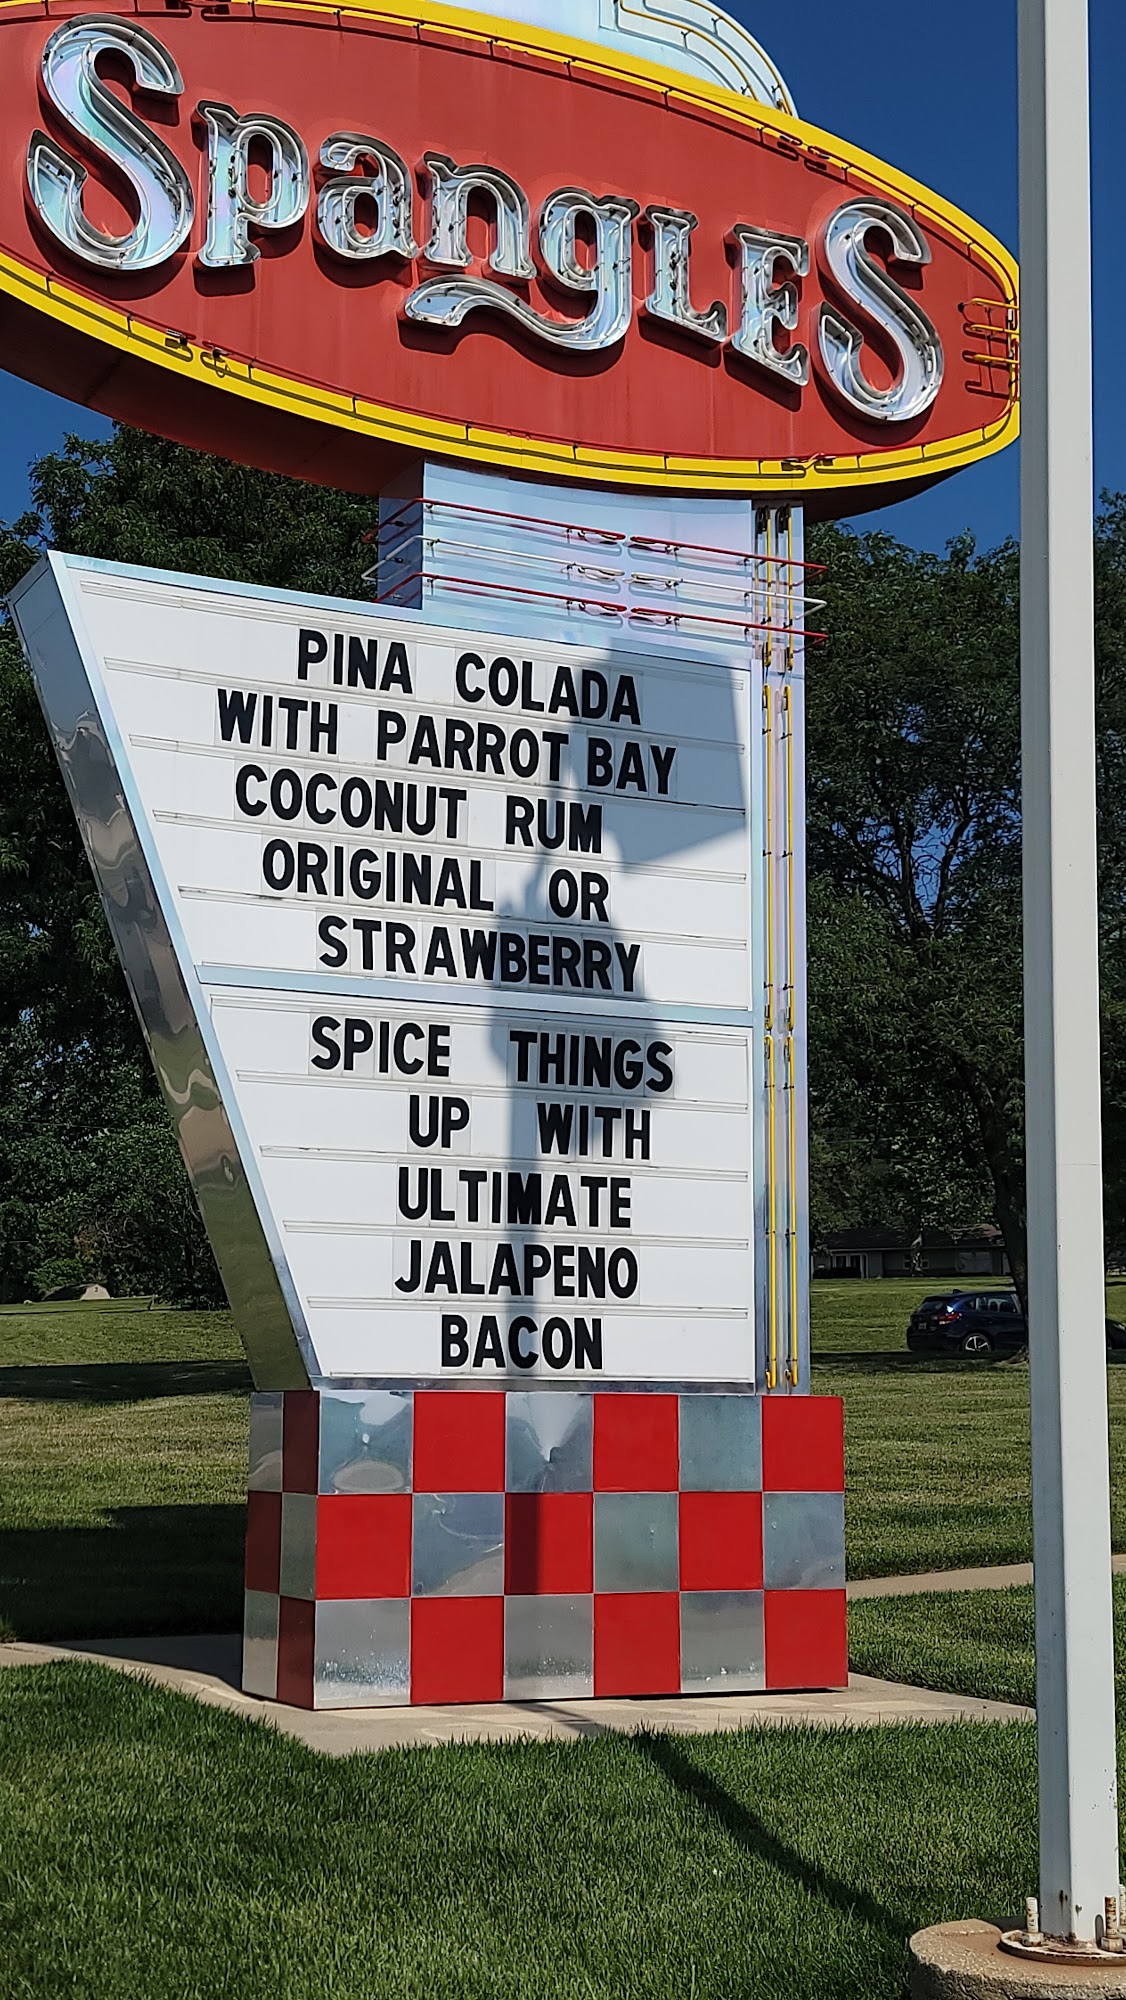 SpangLES
PINA COLADA
WITH PARROT BAY
COCONUT RUM
ORIGINAL OR
STRAWBERRY
SPICE THINGS
UP WITH
ULTIMATE
JALAPENO
BACON